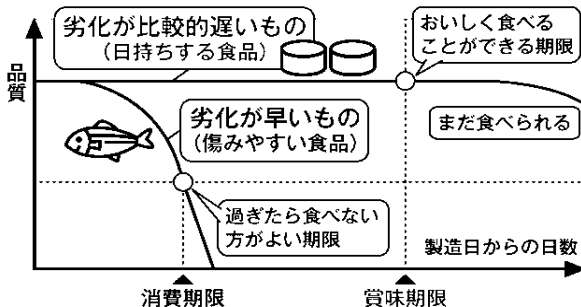 劣化が比較的遅いもの
（日持ちする食品）
おいしく食べる
ことができる期限
品質
劣化が早いもの
（傷みやすい食品）
まだ食べられる
過ぎたら食べない
方がよい期限
製造日からの日数
消費期限
賞味期限